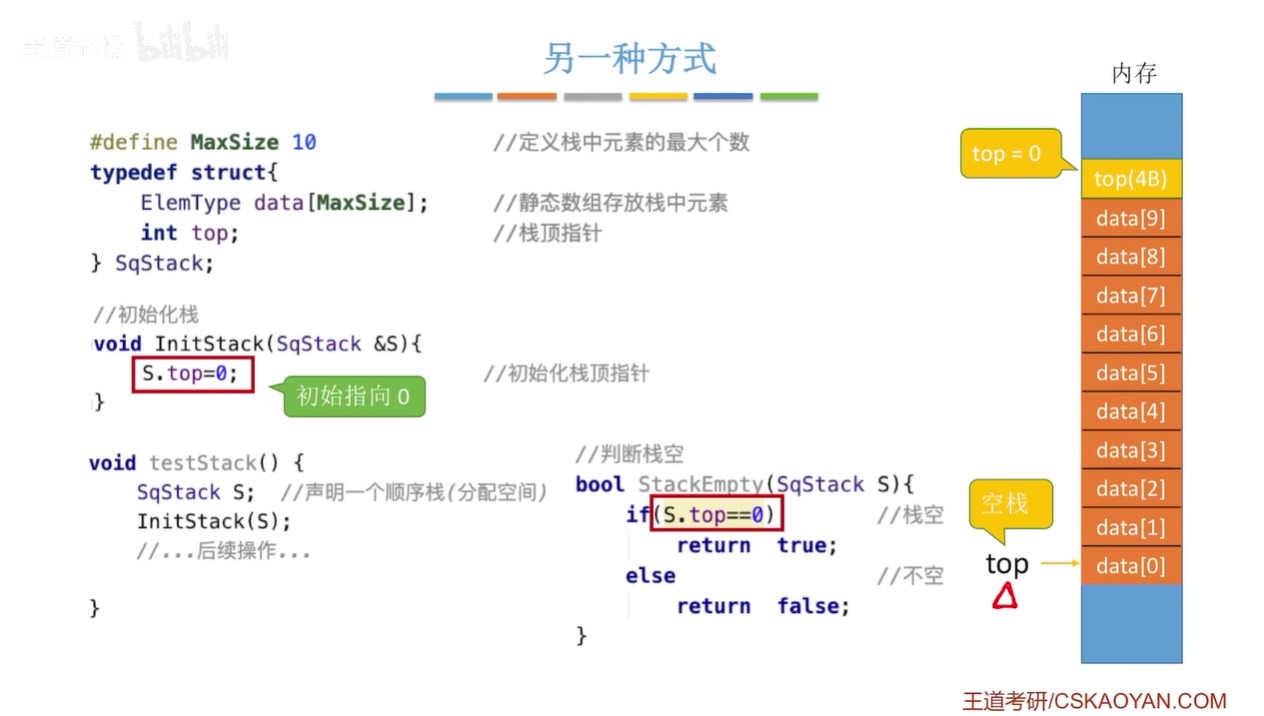 bilibili
另一种方式
#define MaxSize 10 //定义栈中元素的最大个数
typedef struct{
ElemType data[MaxSize]; //静态数组存放栈中元素
int top; //栈顶指针
} SqStack;
//初始化栈
void InitStack(SqStack &S){
S.top=0; //初始化栈顶指针
初始指向 0
}
void testStack() {
SqStack S; //声明一个顺序栈(分配空间)
InitStack(S);
//...后续操作...
}
//判断栈空
bool StackEmpty(SqStack S){
if(S.top==0) //栈空
return true;
else //不空
return false;
}
内存
top = 0
top(4B)
data[9]
data[8]
data[7]
data[6]
data[5]
data[4]
data[3]
data[2]
data[1]
data[0]
空栈
top
王道考研/CSKAOYAN.COM